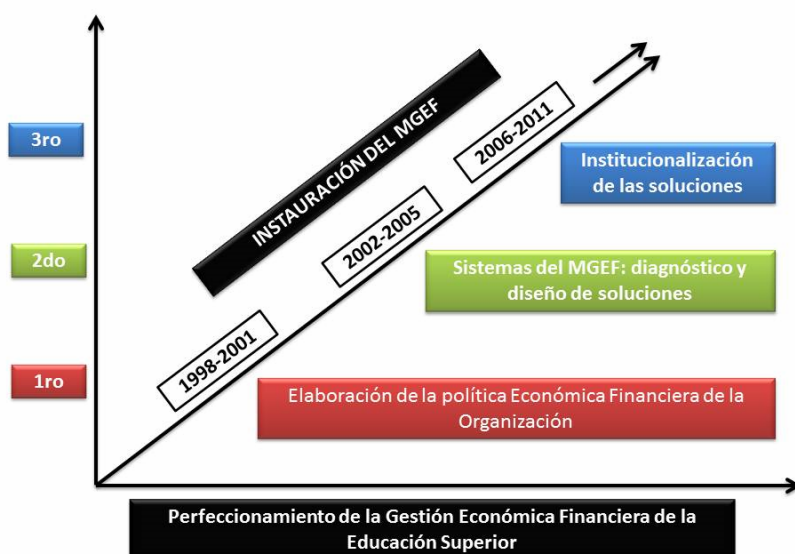 INSTAURACIÓN DEL MGEF
3ro
2006-2011
Institucionalización
de las soluciones
2do
2002-2005
Sistemas del MGEF: diagnóstico y
diseño de soluciones
1ro
1998-2001
Elaboración de la política Económica Financiera de la
Organización
Perfeccionamiento de la Gestión Económica Financiera de la
Educación Superior